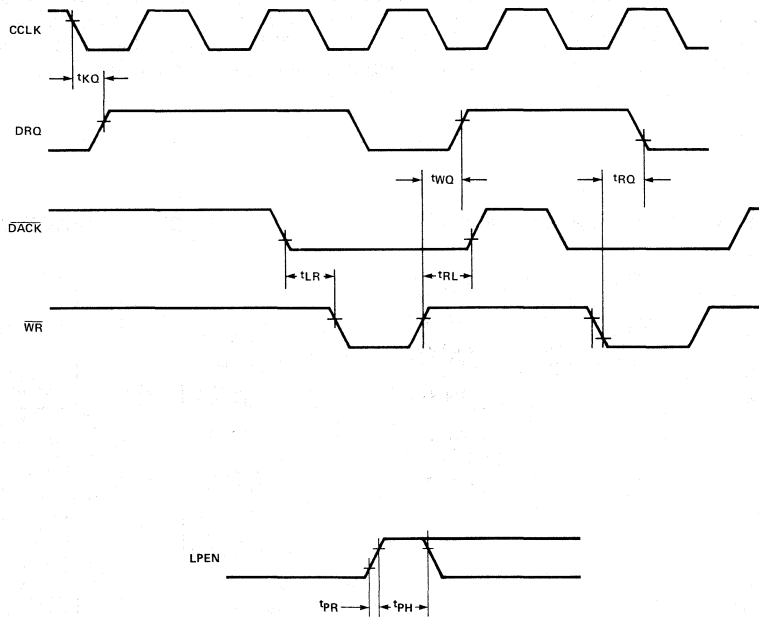 CCLK
tKQ
DRQ
tWQ
tRQ
DACK
tLR
tRL
WR
LPEN
tPR
tPH